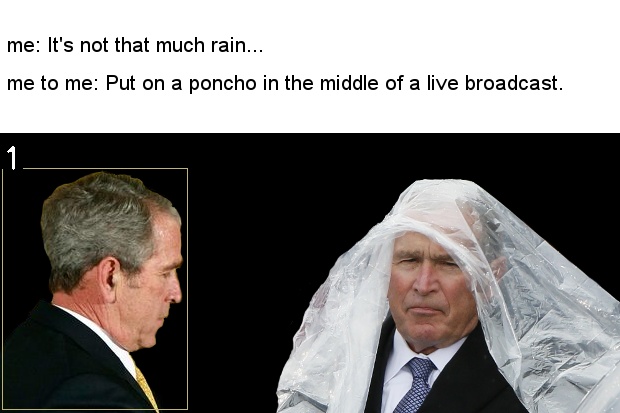 me: It's not that much rain...
me to me: Put on a poncho in the middle of a live broadcast.
1